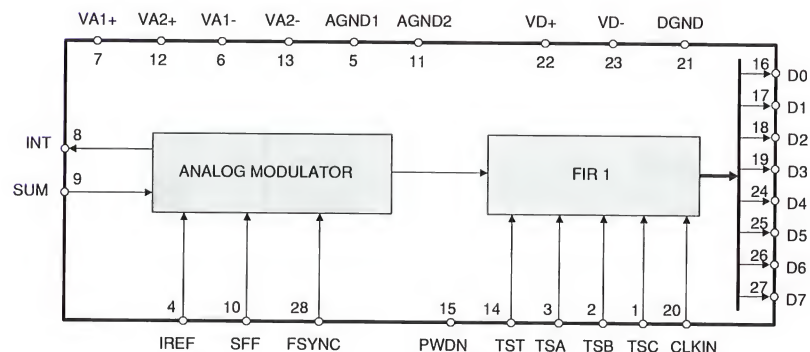 VA1+ VA2+ VA1- VA2- AGND1 AGND2 VD+ VD- DGND
7 12 6 13 5 11 22 23 21
16 D0
17 D1
18 D2
19 D3
24 D4
25 D5
26 D6
27 D7
INT 8
SUM 9
ANALOG MODULATOR
FIR 1
4 10 28 15 14 3 2 1 20
IREF SFF FSYNC PWDN TST TSA TSB TSC CLKIN